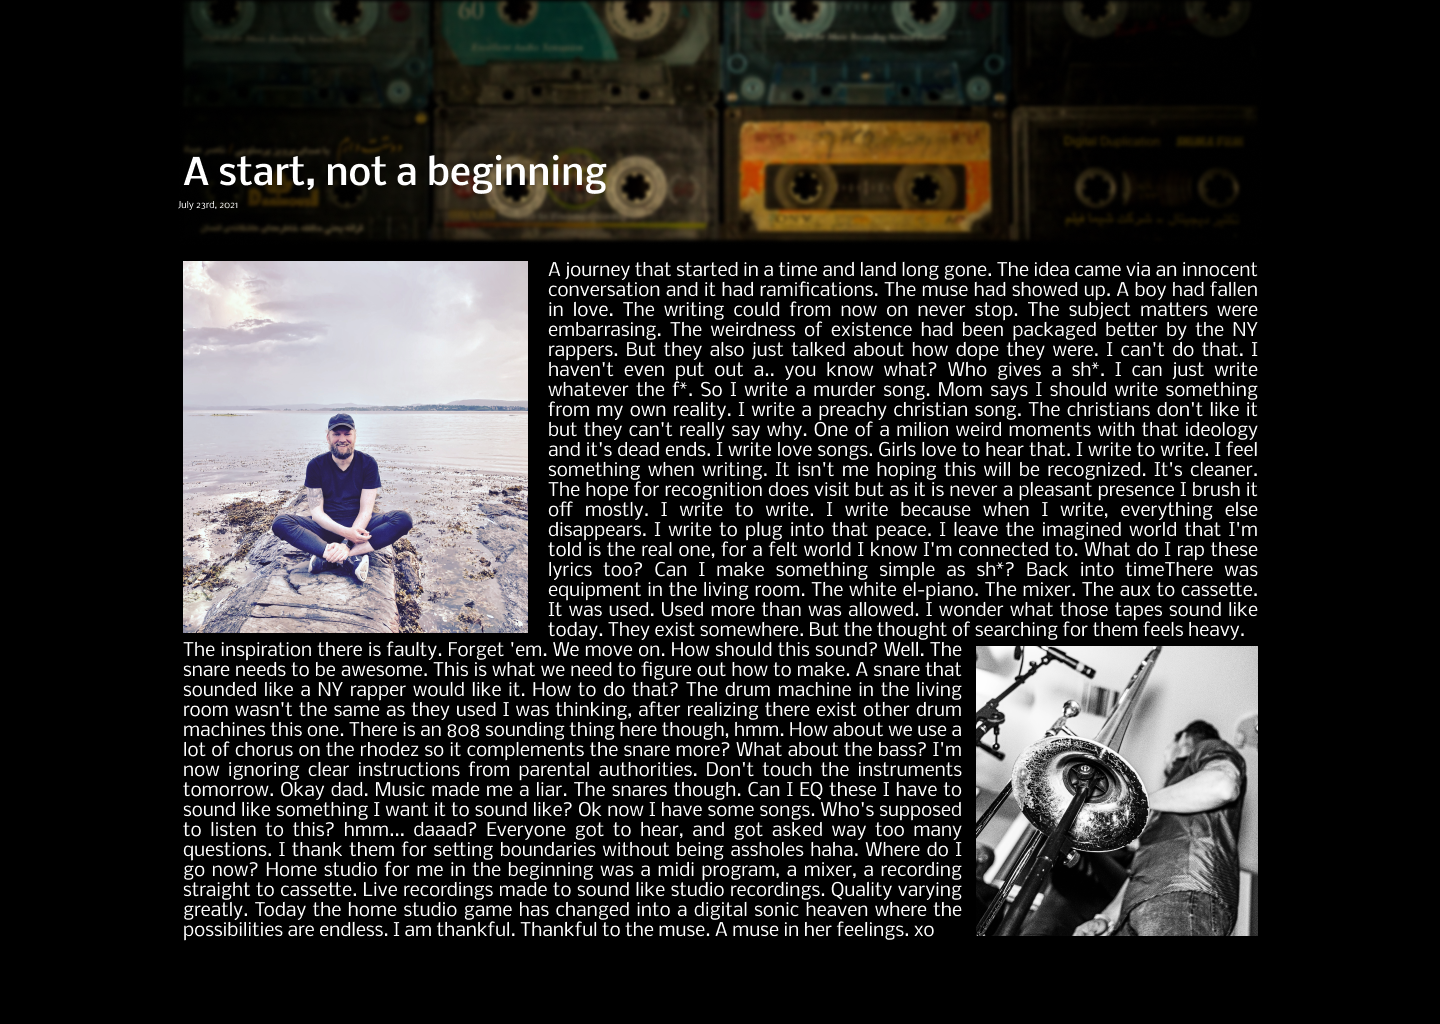 60
A start, not a beginning
July 23rd, 2021
A journey that started in a time and land long gone. The idea came via an innocent
conversation and it had ramifications. The muse had showed up. A boy had fallen
in love. The writing could from now on never stop. The subject matters were
embarrasing. The weirdness of existence had been packaged better by the NY
rappers. But they also just talked about how dope they were. I can't do that. I
haven't even put out a.. you know what? Who gives a sh*. I can just write
whatever the f*. So I write a murder song. Mom says I should write something
from my own reality. I write a preachy christian song. The christians don't like it
but they can't really say why. One of a milion weird moments with that ideology
and it's dead ends. I write love songs. Girls love to hear that. I write to write. I feel
something when writing. It isn't me hoping this will be recognized. It's cleaner.
The hope for recognition does visit but as it is never a pleasant presence I brush it
off mostly. I write to write. I write because when I write, everything else
disappears. I write to plug into that peace. I leave the imagined world that I'm
told is the real one, for a felt world I know I'm connected to. What do I rap these
lyrics too? Can I make something simple as sh*? Back into timeThere was
equipment in the living room. The white el-piano. The mixer. The aux to cassette.
It was used. Used more than was allowed. I wonder what those tapes sound like
today. They exist somewhere. But the thought of searching for them feels heavy.
The inspiration there is faulty. Forget 'em. We move on. How should this sound? Well. The
snare needs to be awesome. This is what we need to figure out how to make. A snare that
sounded like a NY rapper would like it. How to do that? The drum machine in the living
room wasn't the same as they used I was thinking, after realizing there exist other drum
machines this one. There is an 808 sounding thing here though, hmm. How about we use a
lot of chorus on the rhodez so it complements the snare more? What about the bass? I'm
now ignoring clear instructions from parental authorities. Don't touch the instruments
tomorrow. Okay dad. Music made me a liar. The snares though. Can I EQ these I have to
sound like something I want it to sound like? Ok now I have some songs. Who's supposed
to listen to this? hmm... daaad? Everyone got to hear, and got asked way too many
questions. I thank them for setting boundaries without being assholes haha. Where do I
go now? Home studio for me in the beginning was a midi program, a mixer, a recording
straight to cassette. Live recordings made to sound like studio recordings. Quality varying
greatly. Today the home studio game has changed into a digital sonic heaven where the
possibilities are endless. I am thankful. Thankful to the muse. A muse in her feelings. xo